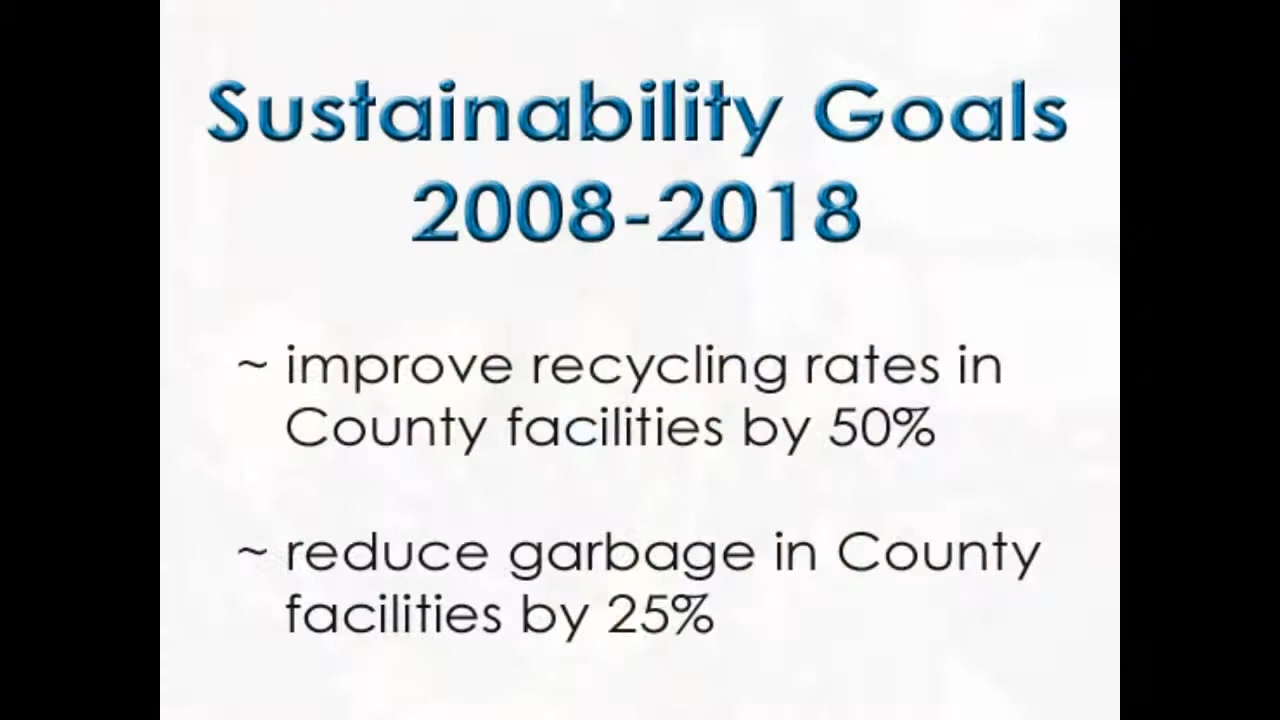 Sustainability Goals
2008-2018
~ improve recycling rates in
County facilities by 50%
~ reduce garbage in County
facilities by 25%